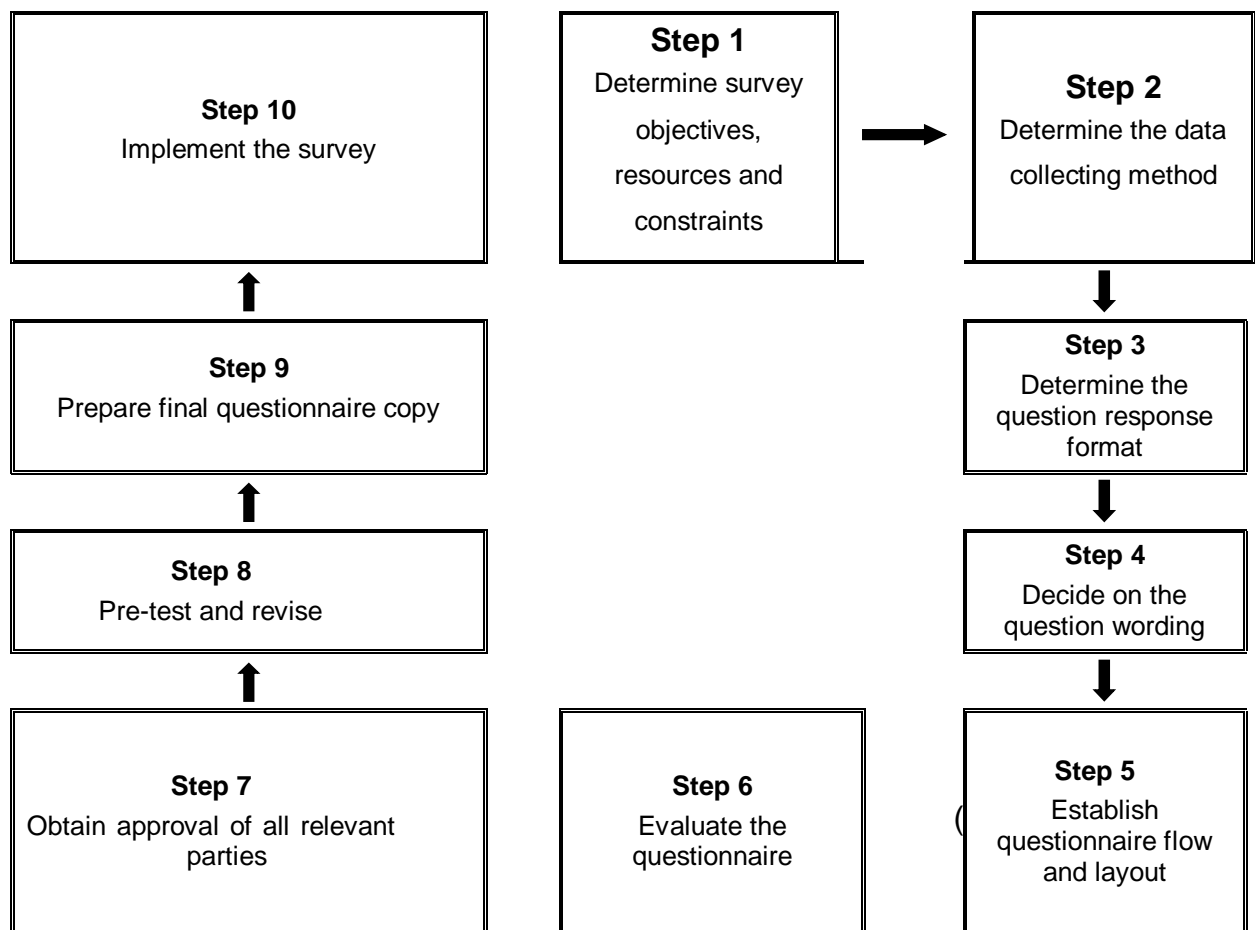 Step 1
Determine survey
objectives,
resources and
constraints
Step 2
Determine the data
collecting method
Step 3
Determine the
question response
format
Step 4
Decide on the
question wording
Step 5
(
Establish
questionnaire flow
and layout
Step 6
Evaluate the
questionnaire
Step 7
Obtain approval of all relevant
parties
Step 8
Pre-test and revise
Step 9
Prepare final questionnaire copy
Step 10
Implement the survey